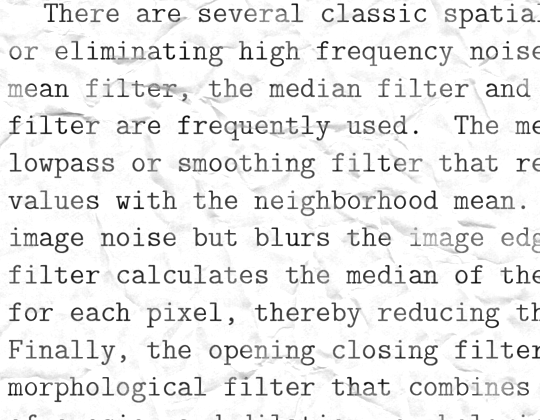 There are several classic spatial
or eliminating high frequency noise
mean filter, the median filter and
filter are frequently used. The me
lowpass or smoothing filter that re
values with the neighborhood mean.
image noise but blurs the image edg
filter calculates the median of the
for each pixel, thereby reducing th
Finally, the opening closing filter
morphological filter that combines